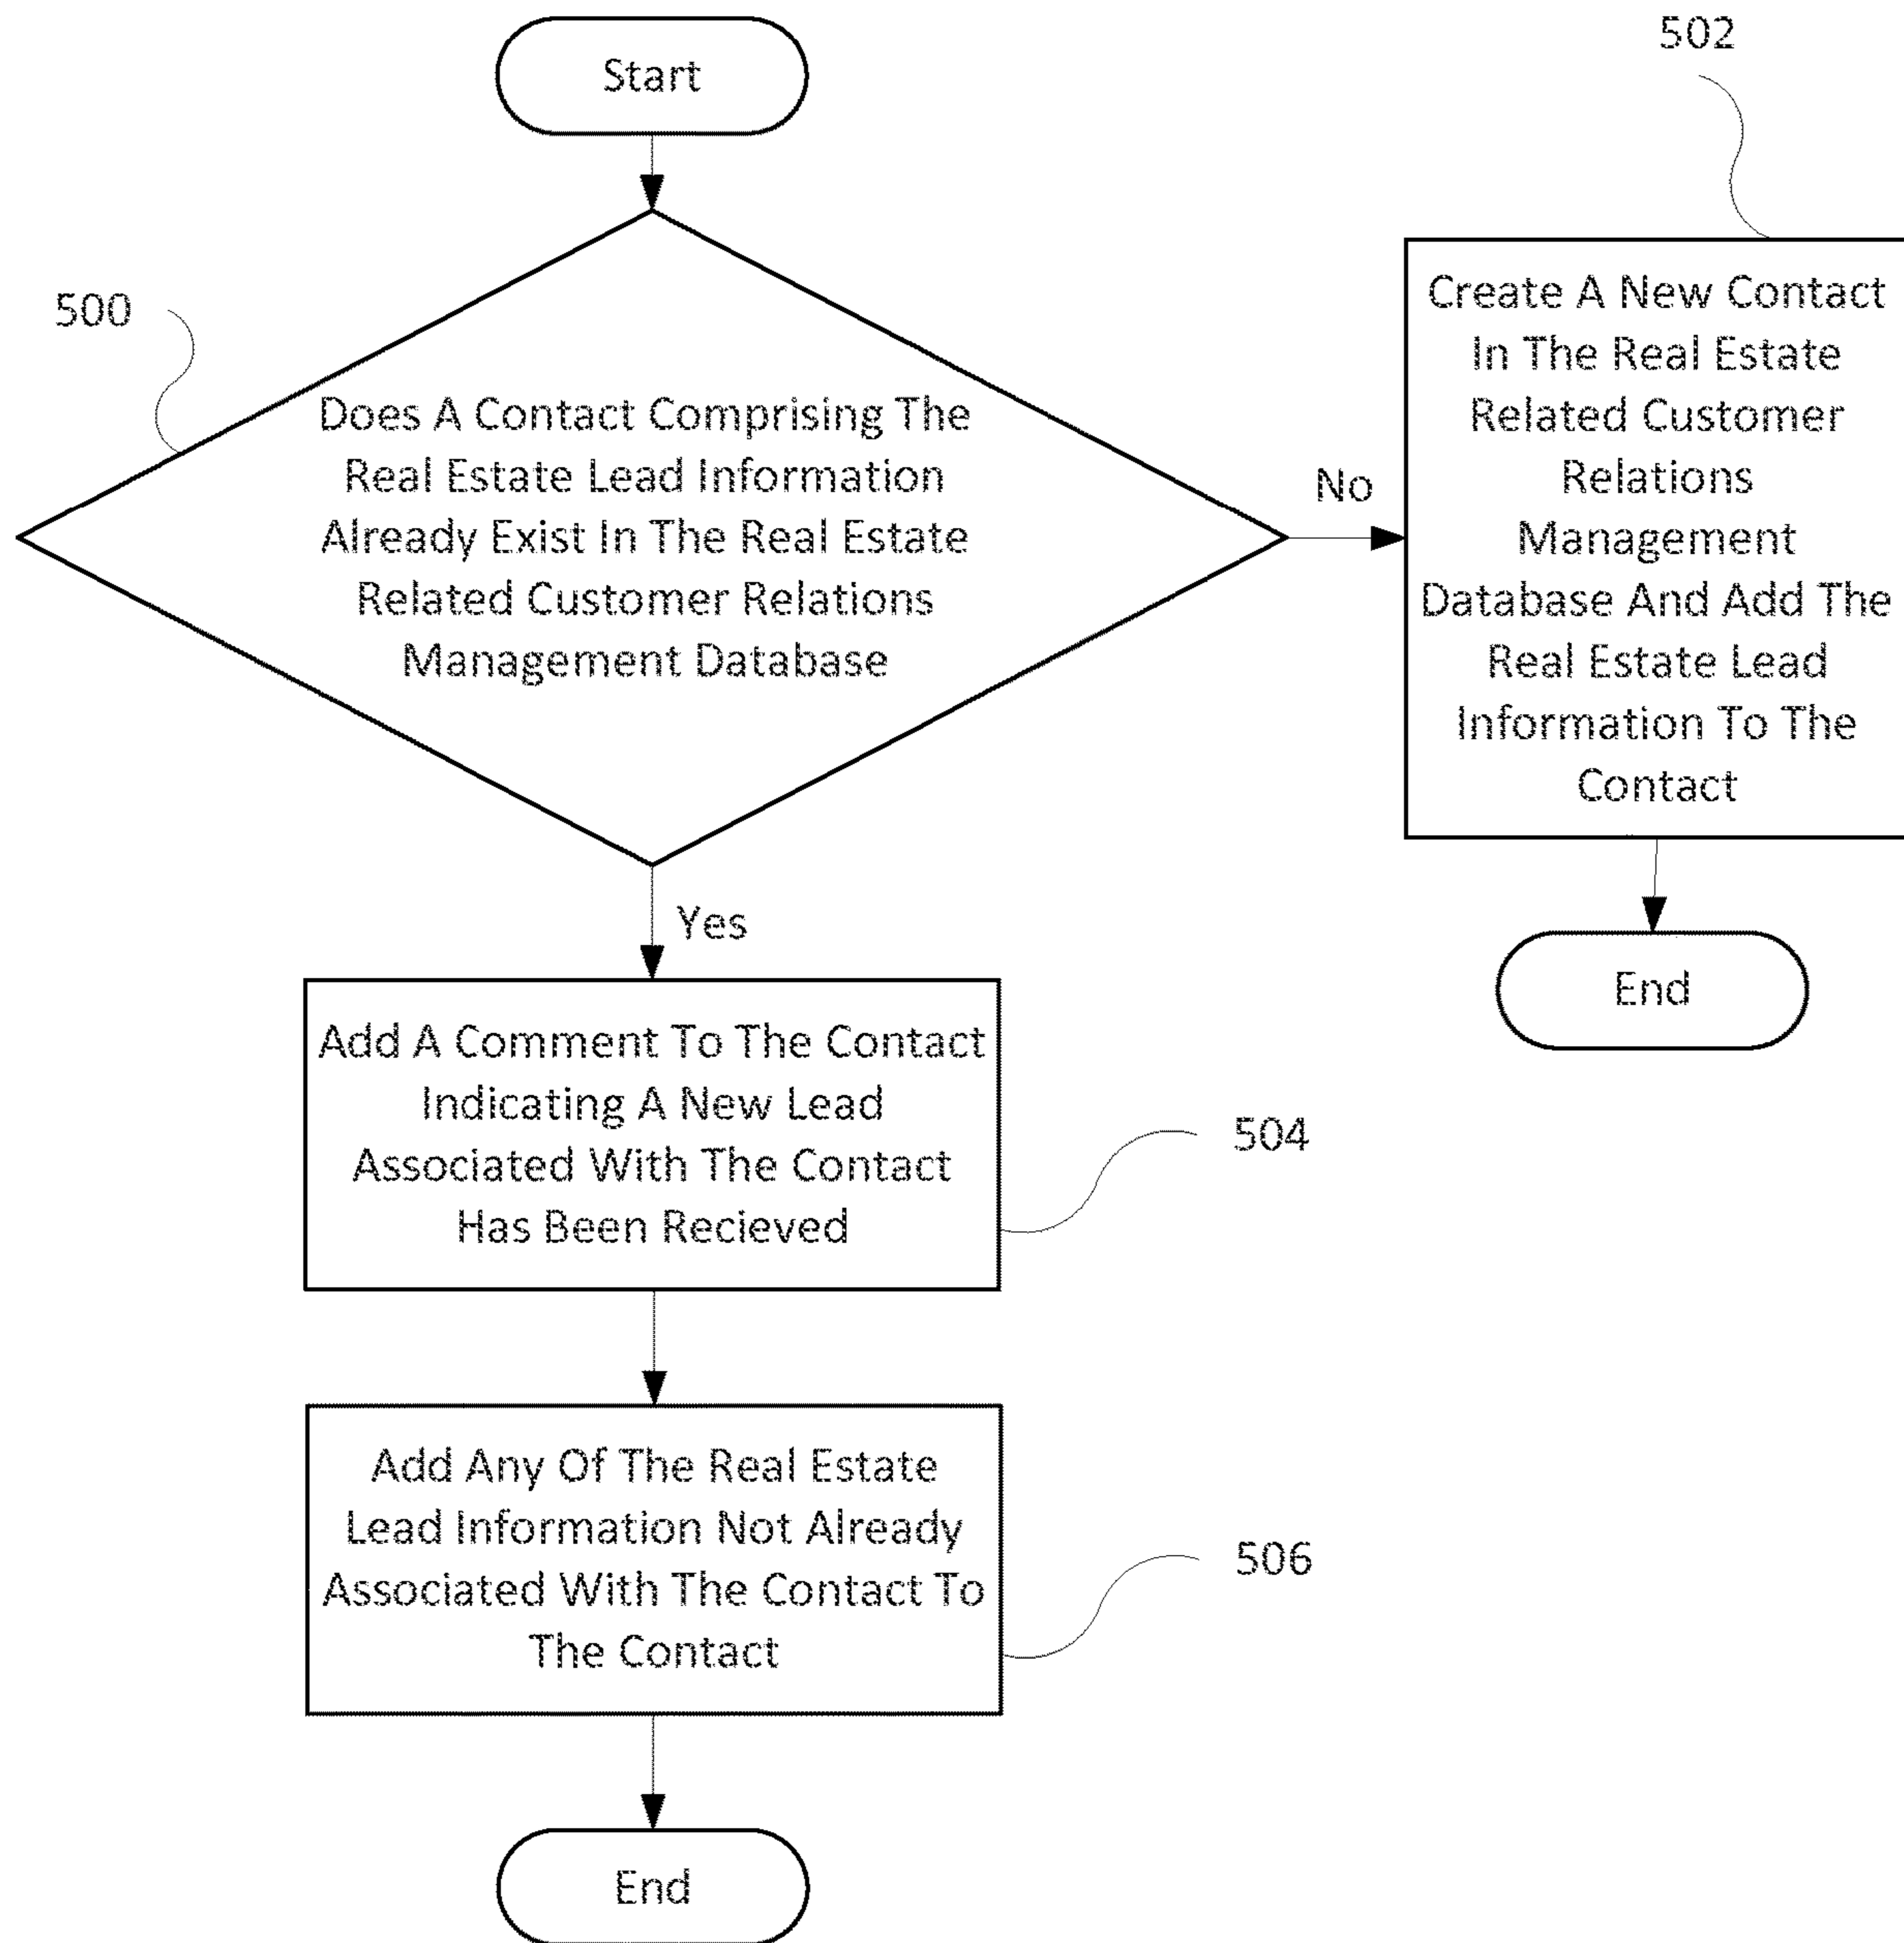 Start
502
500
Does A Contact Comprising The
Real Estate Lead Information
Already Exist In The Real Estate
Related Customer Relations
Management Database
No
Create A New Contact
In The Real Estate
Related Customer
Relations
Management
Database And Add The
Real Estate Lead
Information To The
Contact
Yes
End
Add A Comment To The Contact
Indicating A New Lead
Associated With The Contact
Has Been Recieved
504
Add Any Of The Real Estate
Lead Information Not Already
Associated With The Contact To
The Contact
506
End